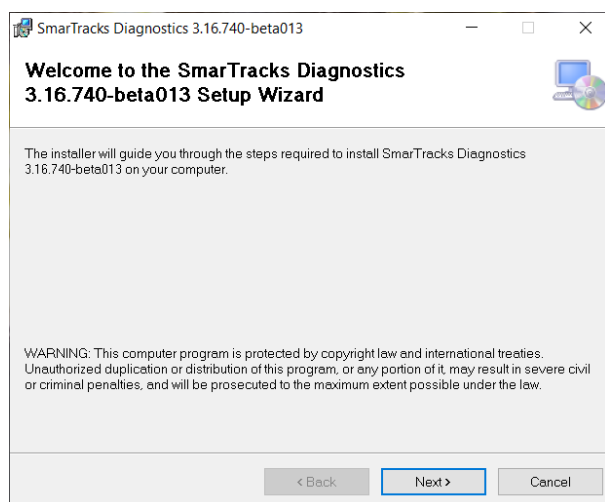 SmarTracks Diagnostics 3.16.740-beta013
Welcome to the SmarTracks Diagnostics
3.16.740-beta013 Setup Wizard
The installer will guide you through the steps required to install SmarTracks Diagnostics
3.16.740-beta013 on your computer.
WARNING: This computer program is protected by copyright law and international treaties.
Unauthorized duplication or distribution of this program, or any portion of it, may result in severe civil
or criminal penalties, and will be prosecuted to the maximum extent possible under the law.
< Back Next > Cancel